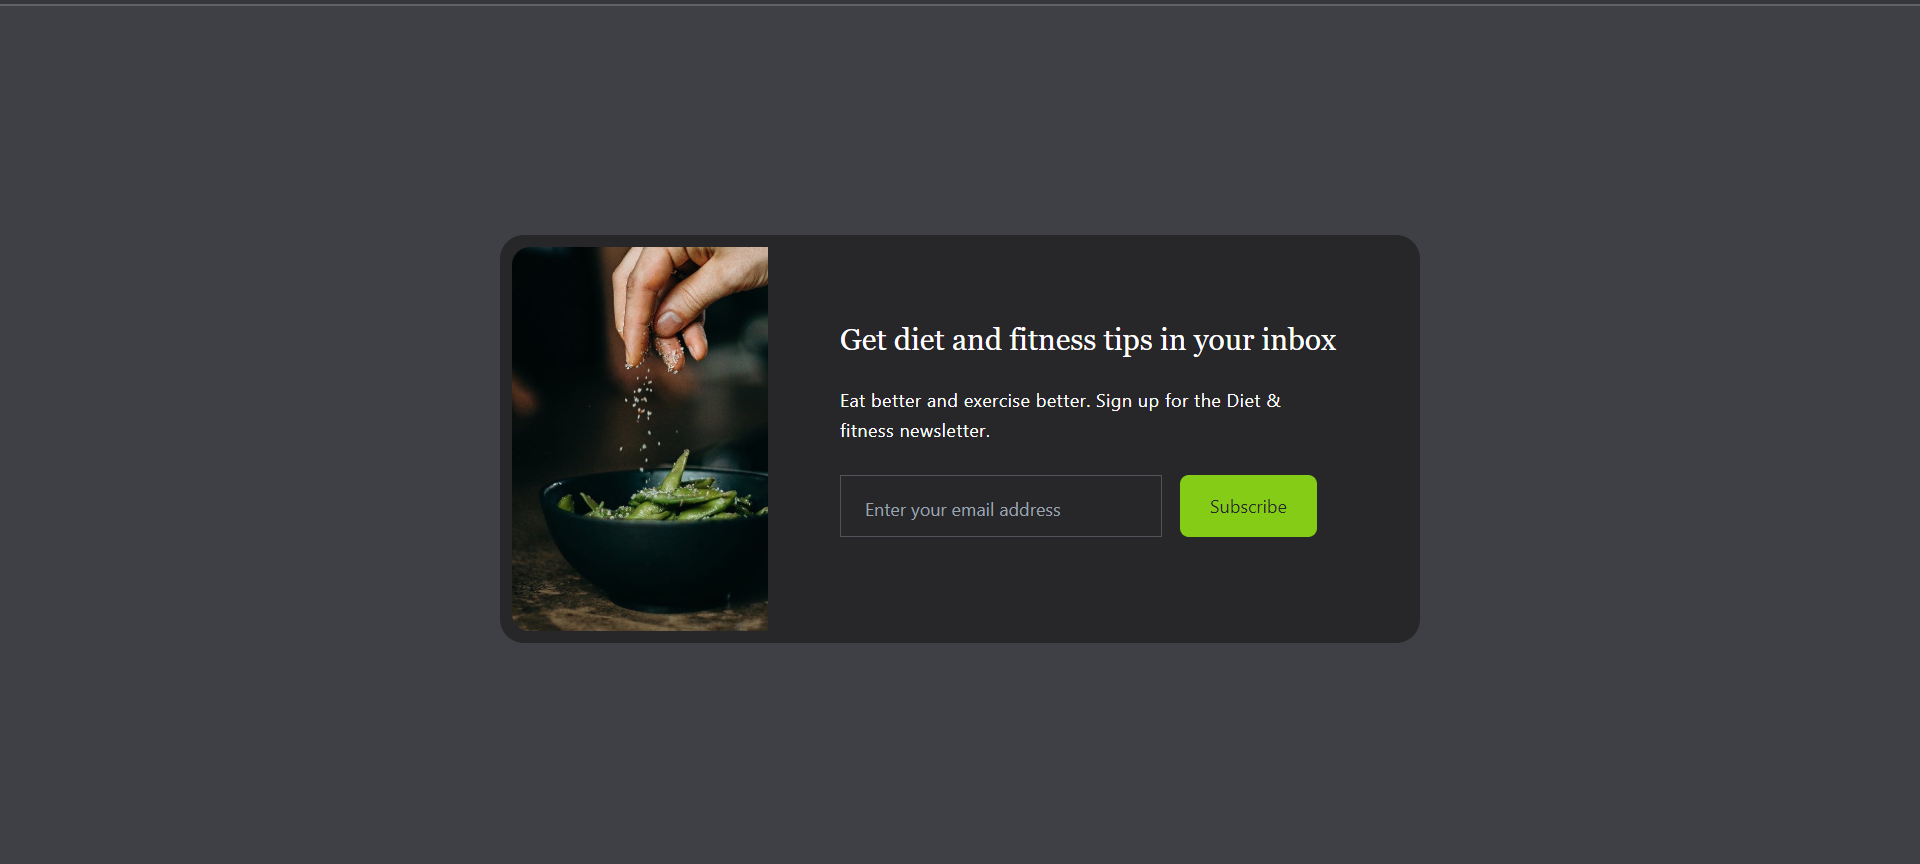 Get diet and fitness tips in your inbox
Eat better and exercise better. Sign up for the Diet &
fitness newsletter.
Enter your email address
Subscribe